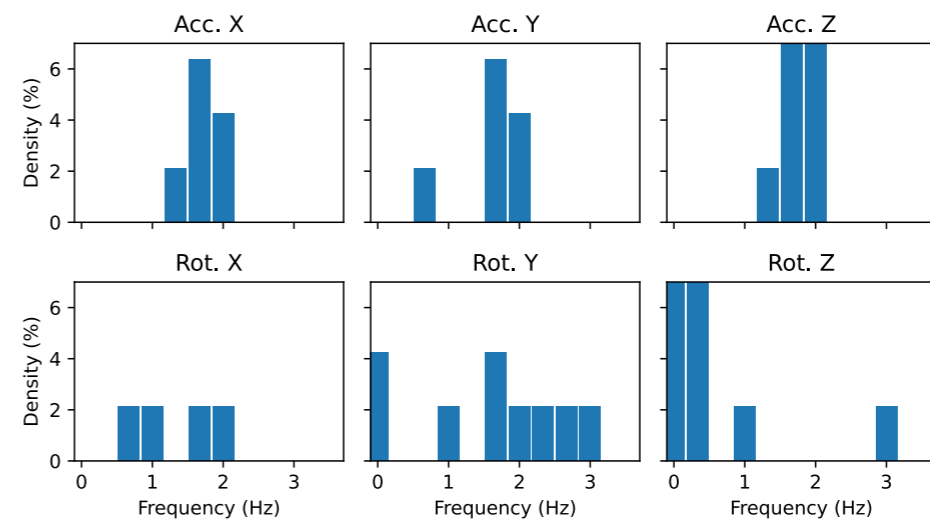 Acc. X
Acc. Y
Acc. Z
Density (%)
6
4
2
0
Rot. X
Rot. Y
Rot. Z
Density (%)
6
4
2
0
0 1 2 3
0 1 2 3
0 1 2 3
Frequency (Hz)
Frequency (Hz)
Frequency (Hz)